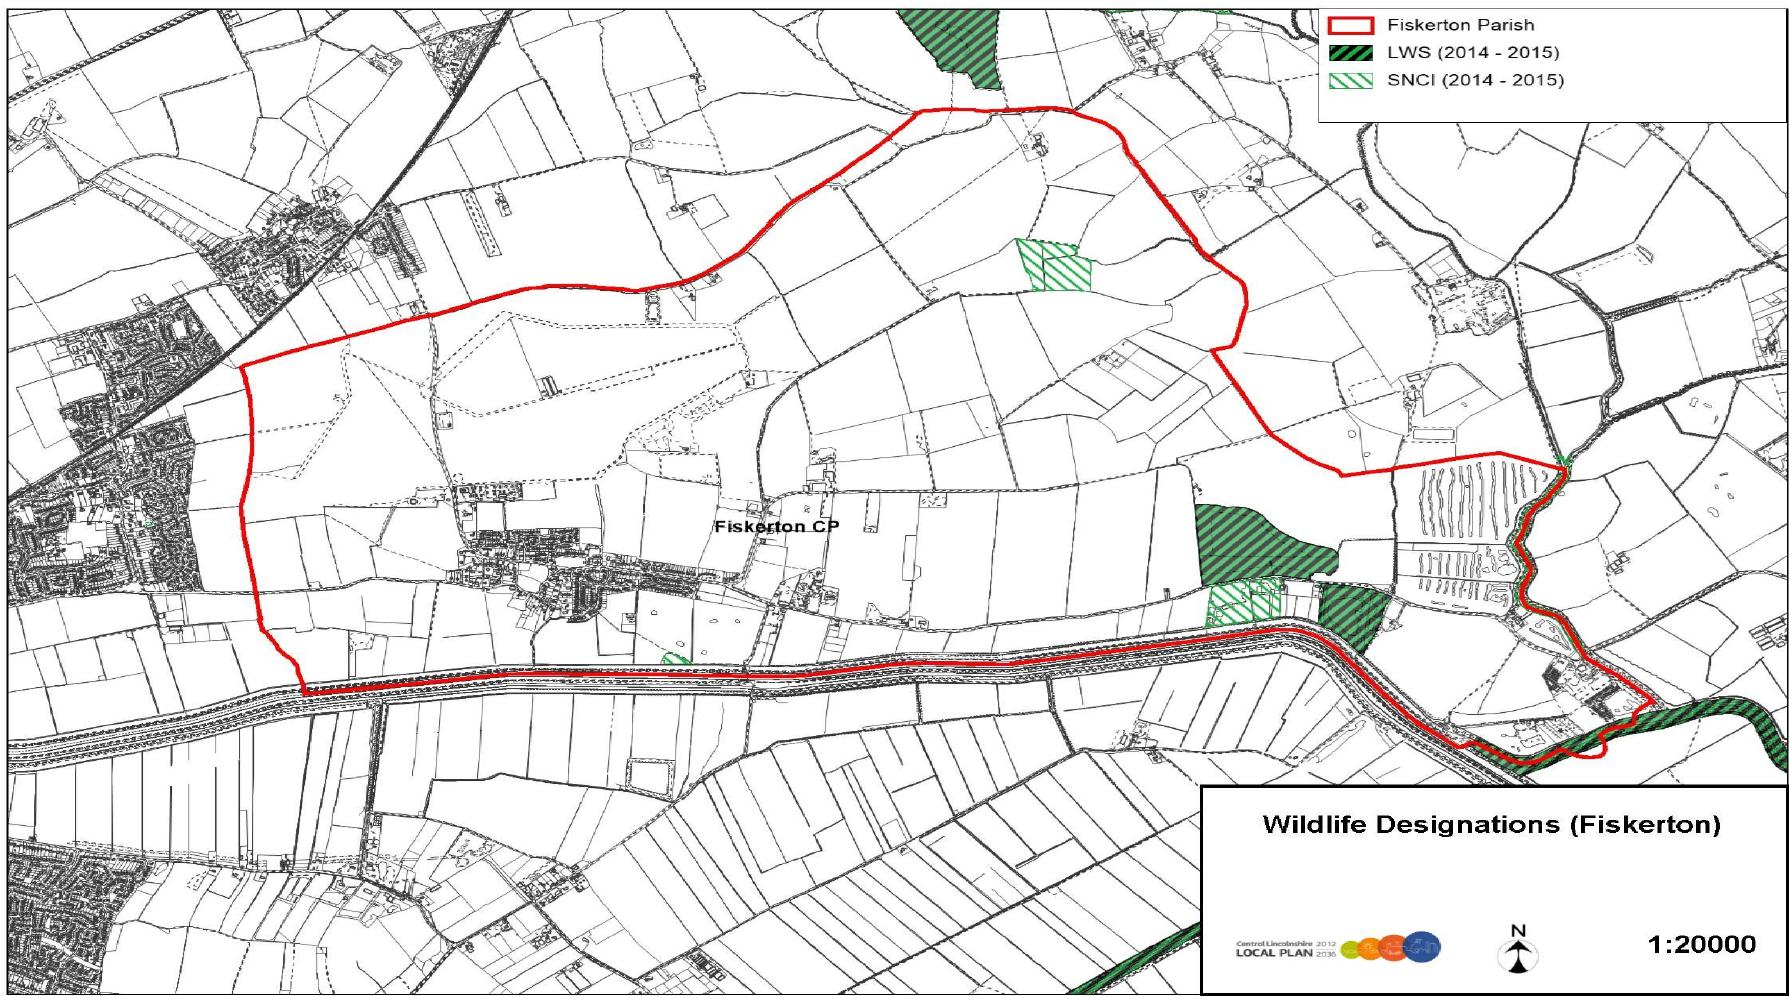 Fiskerton Parish
LWS (2014 - 2015)
SNCI (2014 - 2015)
Fiskerton CP
Wildlife Designations (Fiskerton)
Central Lincolnshire 2012
LOCAL PLAN 2036
N
1:20000